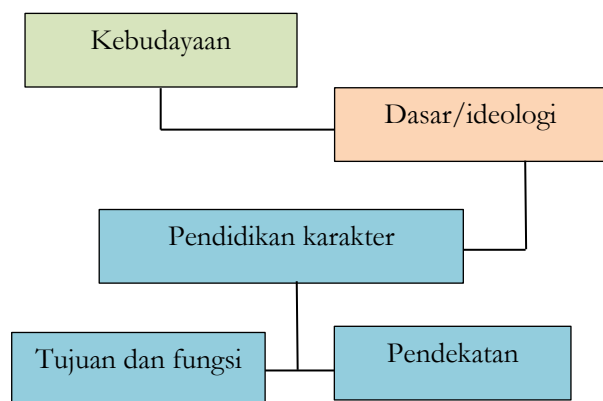 Kebudayaan
Dasar/ideologi
Pendidikan karakter
Tujuan dan fungsi
Pendekatan